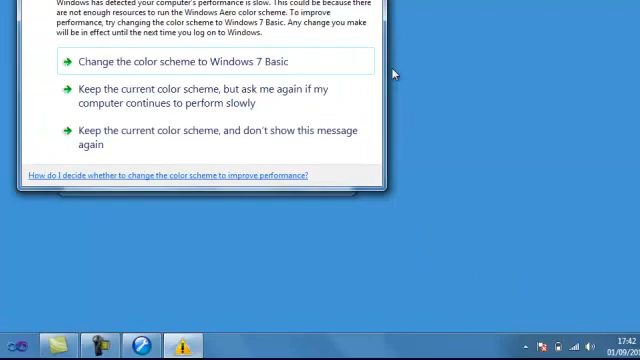 Windows has detected your computer's performance is slow. This could be because there
are not enough resources to run the Windows Aero color scheme. To improve
performance, try changing the color scheme to Windows 7 Basic. Any change you make
will be in effect until the next time you log on to Windows.
Change the color scheme to Windows 7 Basic
Keep the current color scheme, but ask me again if my
computer continues to perform slowly
Keep the current color scheme, and don't show this message
again
How do I decide whether to change the color scheme to improve performance?
17:42
01/09/20